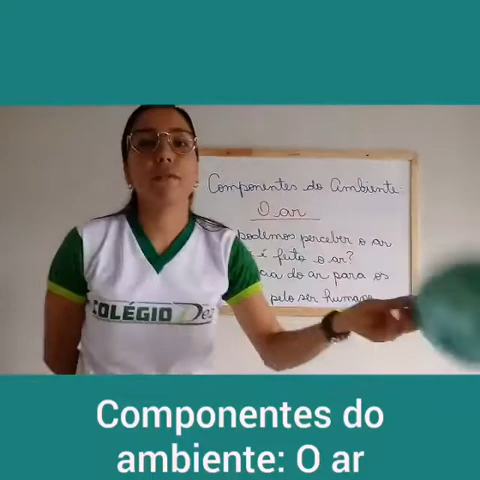 Componentes do Ambiente:
O ar
podemos perceber o ar
é feito o ar?
do ar para os
pelo ser humano
COLÉGIO Dez
Componentes do
ambiente: O ar